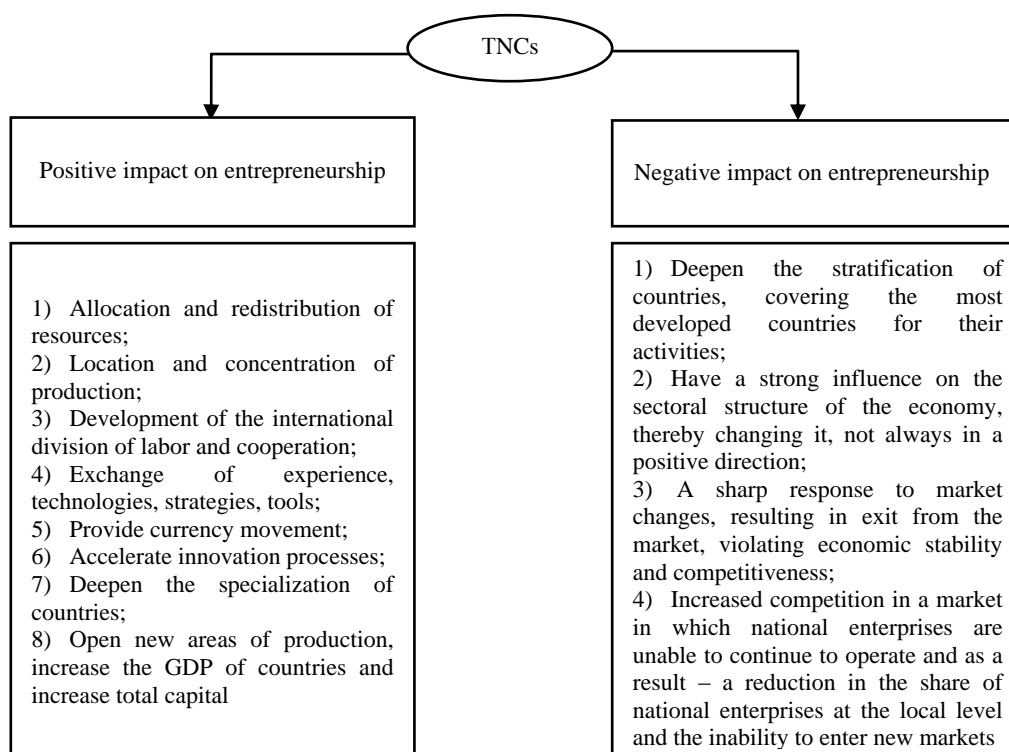 TNCs
Positive impact on entrepreneurship
Negative impact on entrepreneurship
1) Allocation and redistribution of
resources;
2) Location and concentration of
production;
3) Development of the international
division of labor and cooperation;
4) Exchange of experience,
technologies, strategies, tools;
5) Provide currency movement;
6) Accelerate innovation processes;
7) Deepen the specialization of
countries;
8) Open new areas of production,
increase the GDP of countries and
increase total capital
1) Deepen the stratification of
countries, covering the most
developed countries for their
activities;
2) Have a strong influence on the
sectoral structure of the economy,
thereby changing it, not always in a
positive direction;
3) A sharp response to market
changes, resulting in exit from the
market, violating economic stability
and competitiveness;
4) Increased competition in a market
in which national enterprises are
unable to continue to operate and as a
result – a reduction in the share of
national enterprises at the local level
and the inability to enter new markets